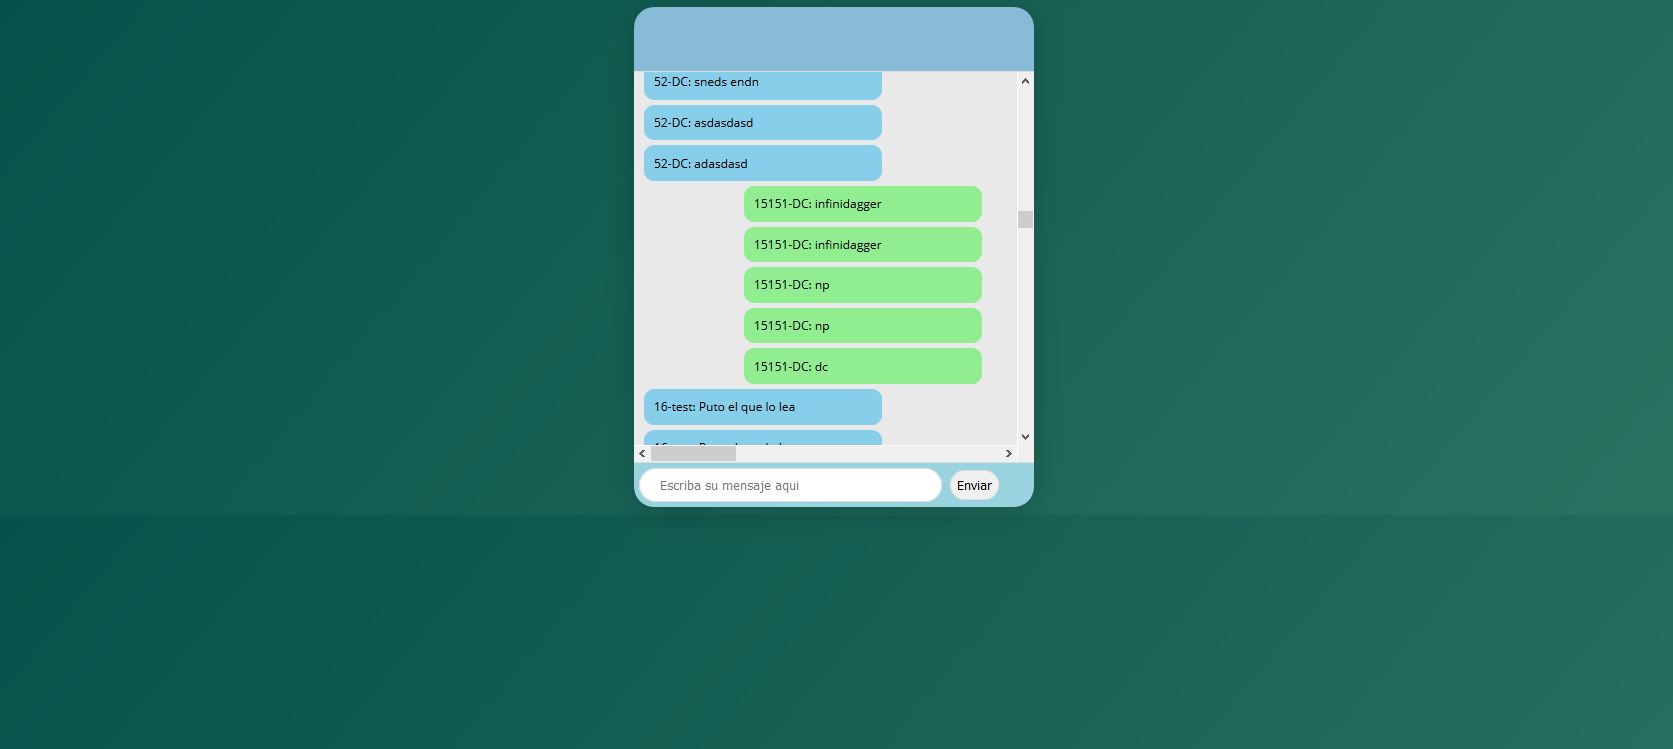 52-DC: sneds endn
52-DC: asdasdasd
52-DC: adasdasd
15151-DC: infinidagger
15151-DC: infinidagger
15151-DC: np
15151-DC: np
15151-DC: dc
16-test: Puto el que lo lea
Escriba su mensaje aqui
Enviar